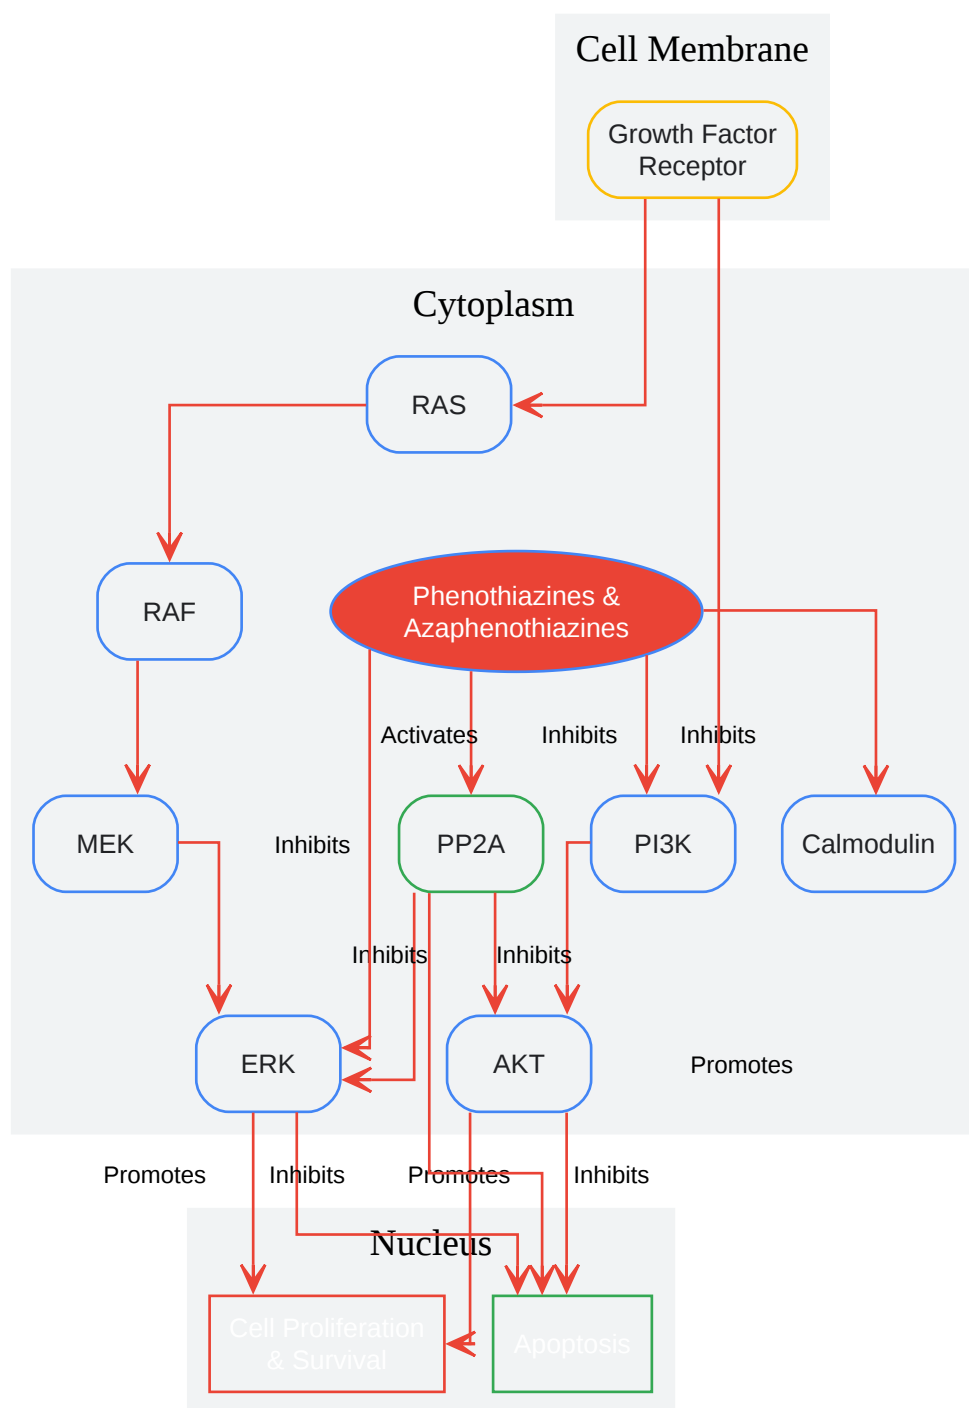 Cell Membrane
Growth Factor
Receptor
Cytoplasm
RAS
RAF
Phenothiazines &
Azaphenothiazines
Activates
Inhibits
Inhibits
MEK
Inhibits
PP2A
PI3K
Calmodulin
Inhibits
Inhibits
ERK
AKT
Promotes
Promotes
Inhibits
Promotes
Inhibits
Nucleus
Cell Proliferation
& Survival
Apoptosis